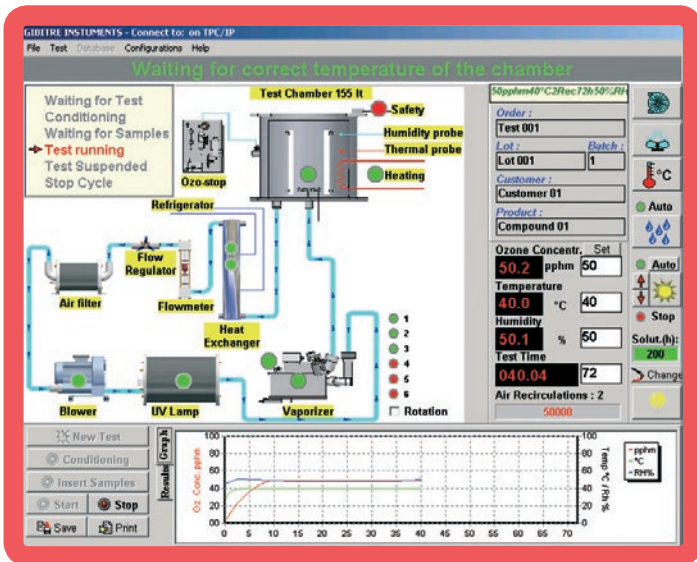 GIBITRE INSTUMENTS - Connect to: on TPC/IP
File Test Database Configurations Help
Waiting for correct temperature of the chamber
Waiting for Test
Conditioning
Waiting for Samples
Test running
Test Suspended
Stop Cycle
Test Chamber 155 lt
Safety
Humidity probe
Thermal probe
Heating
Ozo-stop
Refrigerator
Flow
Regulator
Air filter
Flowmeter
Heat
Exchanger
Blower
UV Lamp
Vaporizer
1
2
3
4
5
6
Rotation
50pphm40°C2Rec72h50%RH
Order :
Test 001
Lot : Batch :
Lot 001 1
Customer :
Customer 01
Product :
Compound 01
Ozone Concentr. Set
50.2 pphm 50
Temperature
40.0 °C 40
Humidity
50.1 % 50
Test Time
040.04 72
Air Recirculations : 2
50000
°C
Auto
Auto
Stop
Solut.(h):
200
Change
New Test
Conditioning
Insert Samples
Start Stop
Save Print
Graph
Results
Oz. Conc. pphm
100
80
60
40
20
00
0 5 10 15 20 25 30 35 40 45 50 55 60 65 70
100
80
60
40
20
0
Temp °C / Rh %
pphm
°C
RH%